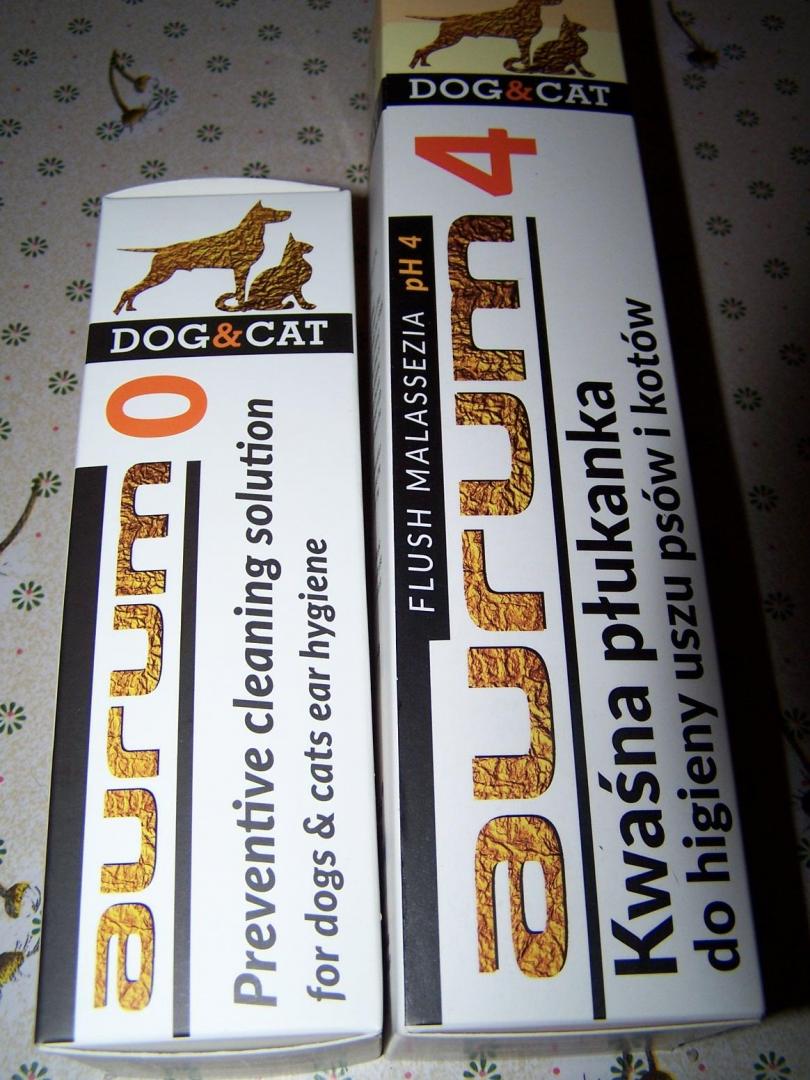 DOG&CAT
aurum 0
Preventive cleaning solution
for dogs & cats ear hygiene
DOG&CAT
FLUSH MALASSEZIA pH 4
aurum 4
Kwaśna płukanka
do higieny uszu psów i kotów